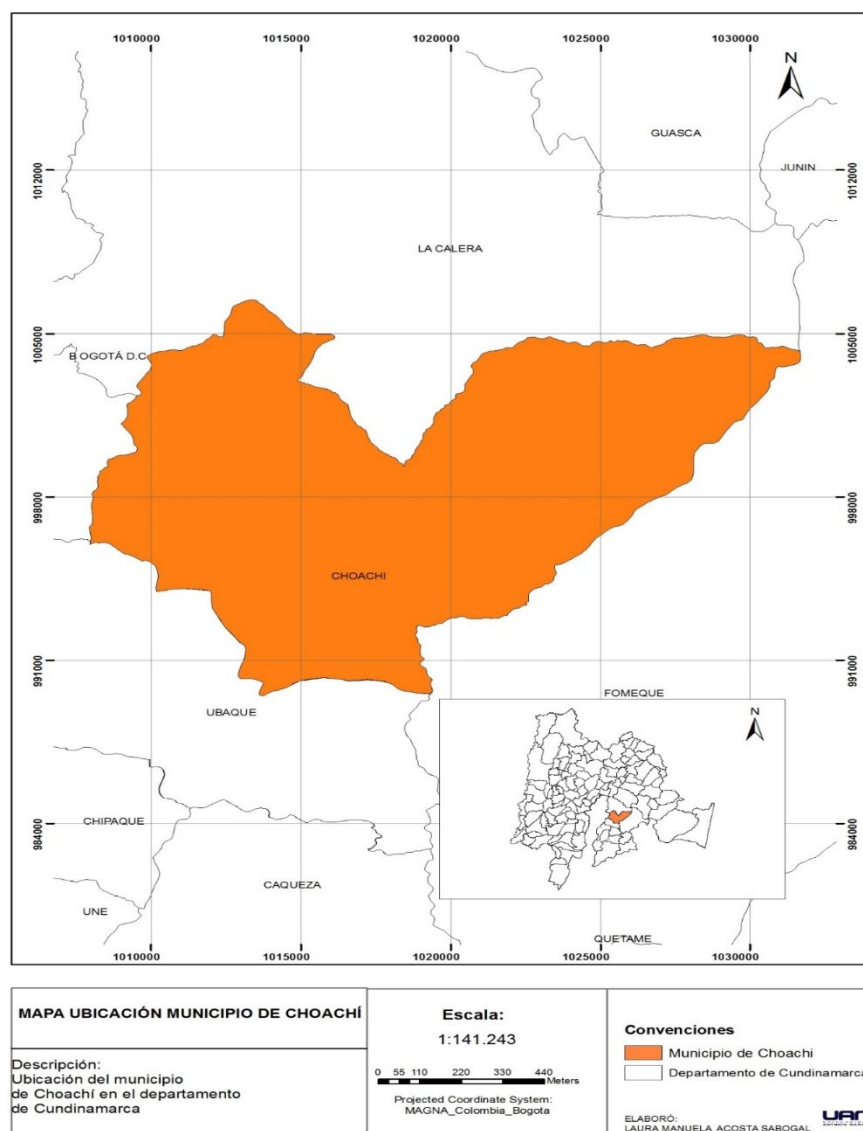 1010000 1015000 1020000 1025000 1030000
N
GUASCA
1012000 JUNIN 1012000
LA CALERA
1005000 1005000
BOGOTÁ D.C
998000 998000
CHOACHI
991000 991000
FOMEQUE
UBAQUE
N
984000 CHIPAQUE 984000
CAQUEZA
UNE
QUETAME
1010000 1015000 1020000 1025000 1030000
MAPA UBICACIÓN MUNICIPIO DE CHOACHÍ
Descripción:
Ubicación del municipio
de Choachí en el departamento
de Cundinamarca
Escala:
1:141.243
0 55 110 220 330 440
Meters
Projected Coordinate System:
MAGNA_Colombia_Bogota
Convenciones
Municipio de Choachi
Departamento de Cundinamarca
ELABORÓ:
LAURA MANUELA ACOSTA SABOGAL